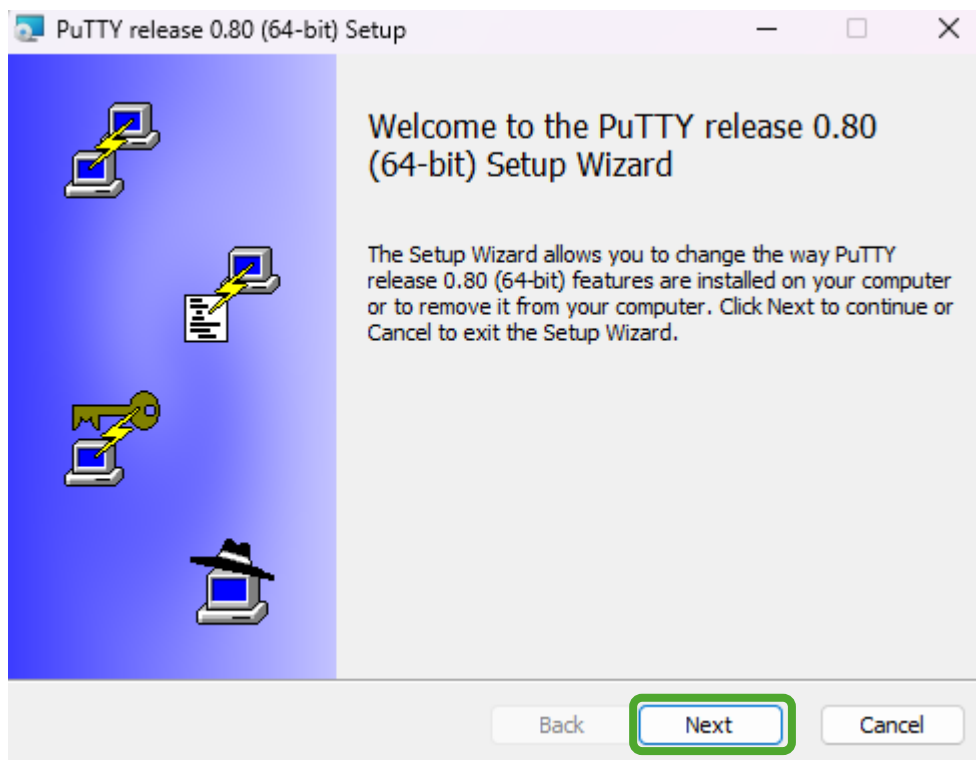 PuTTY release 0.80 (64-bit) Setup
Welcome to the PuTTY release 0.80
(64-bit) Setup Wizard
The Setup Wizard allows you to change the way PuTTY
release 0.80 (64-bit) features are installed on your computer
or to remove it from your computer. Click Next to continue or
Cancel to exit the Setup Wizard.
Back Next Cancel